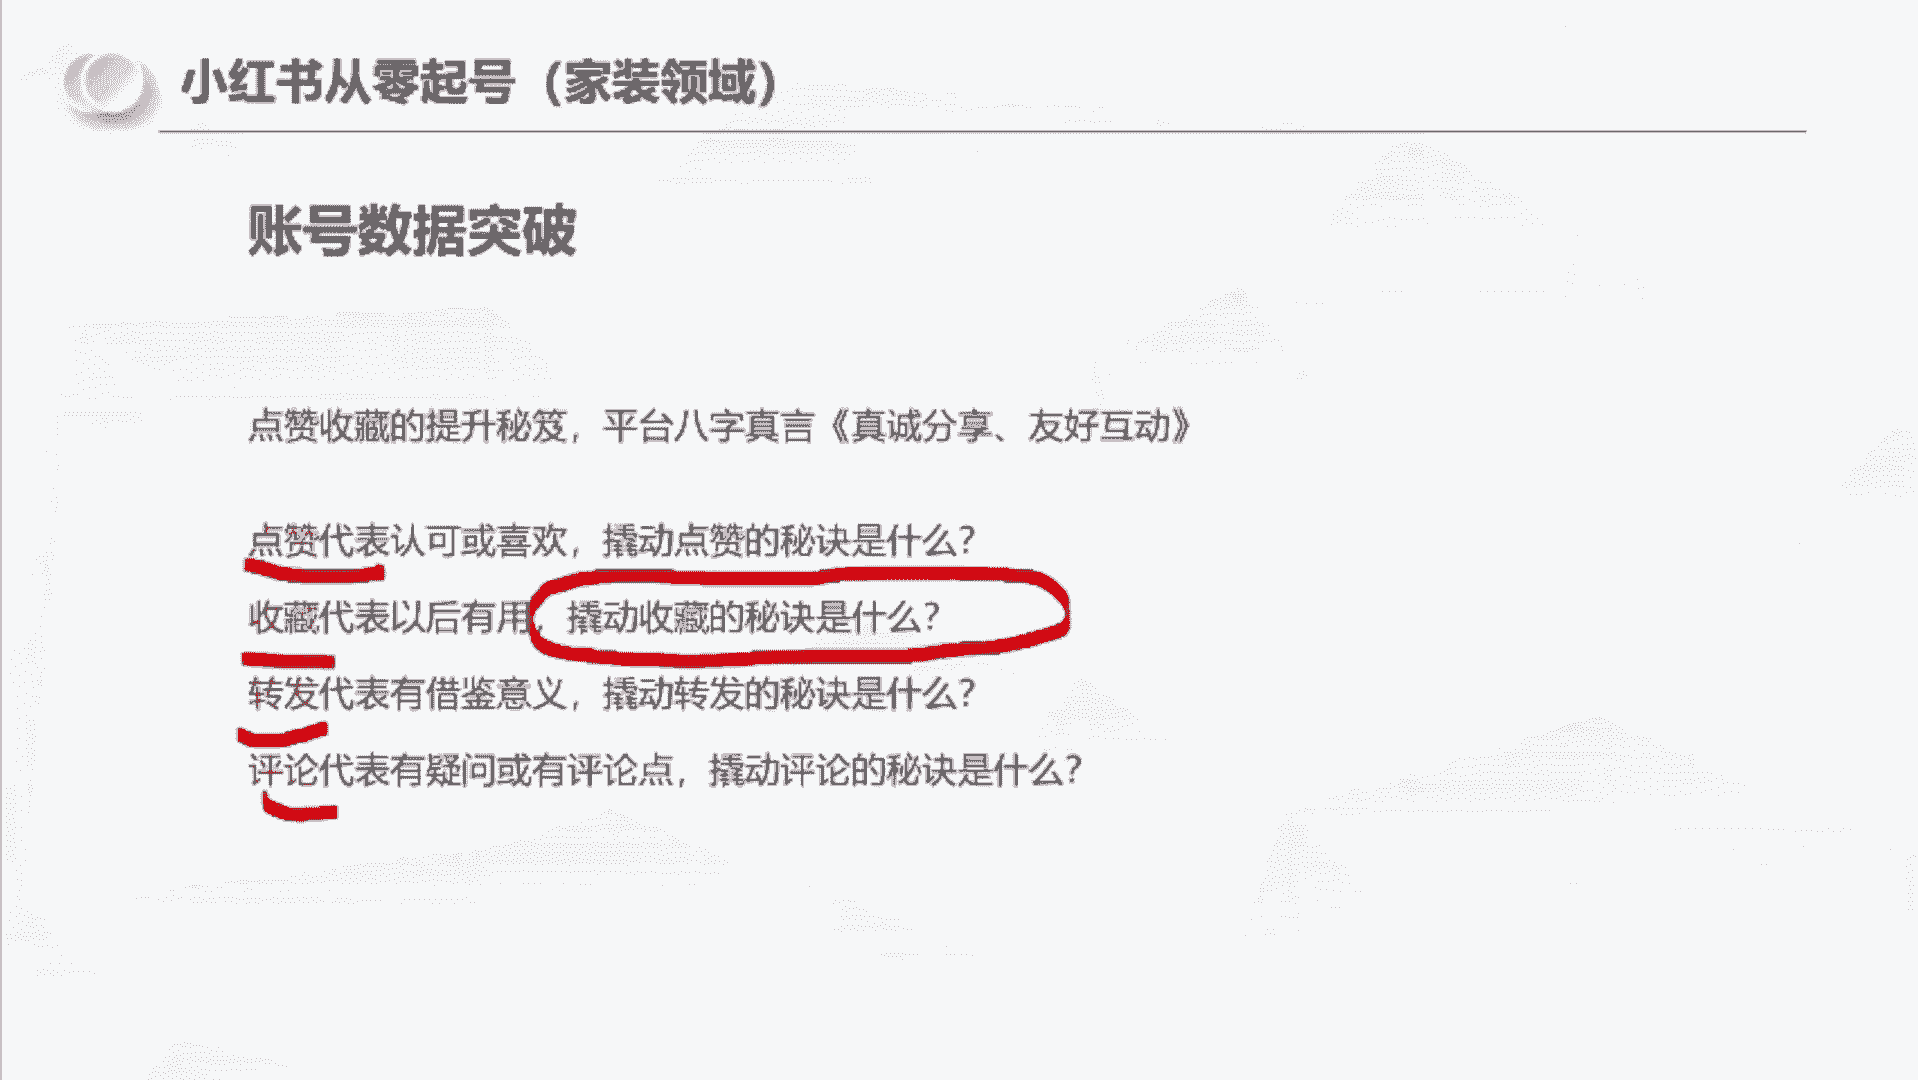 小红书从零起号（家装领域）
账号数据突破
点赞收藏的提升秘笈，平台八字真言《真诚分享、友好互动》
点赞代表认可或喜欢，撬动点赞的秘诀是什么？
收藏代表以后有用，撬动收藏的秘诀是什么？
转发代表有借鉴意义，撬动转发的秘诀是什么？
评论代表有疑问或有评论点，撬动评论的秘诀是什么？